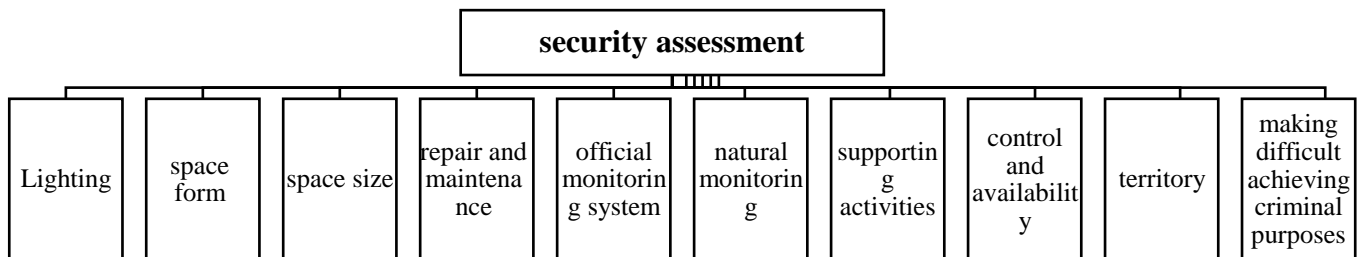 security assessment
Lighting
space
form
space size
repair and
maintena
nce
official
monitorin
g system
natural
monitorin
g
supportin
g
activities
control
and
availabilit
y
territory
making
difficult
achieving
criminal
purposes